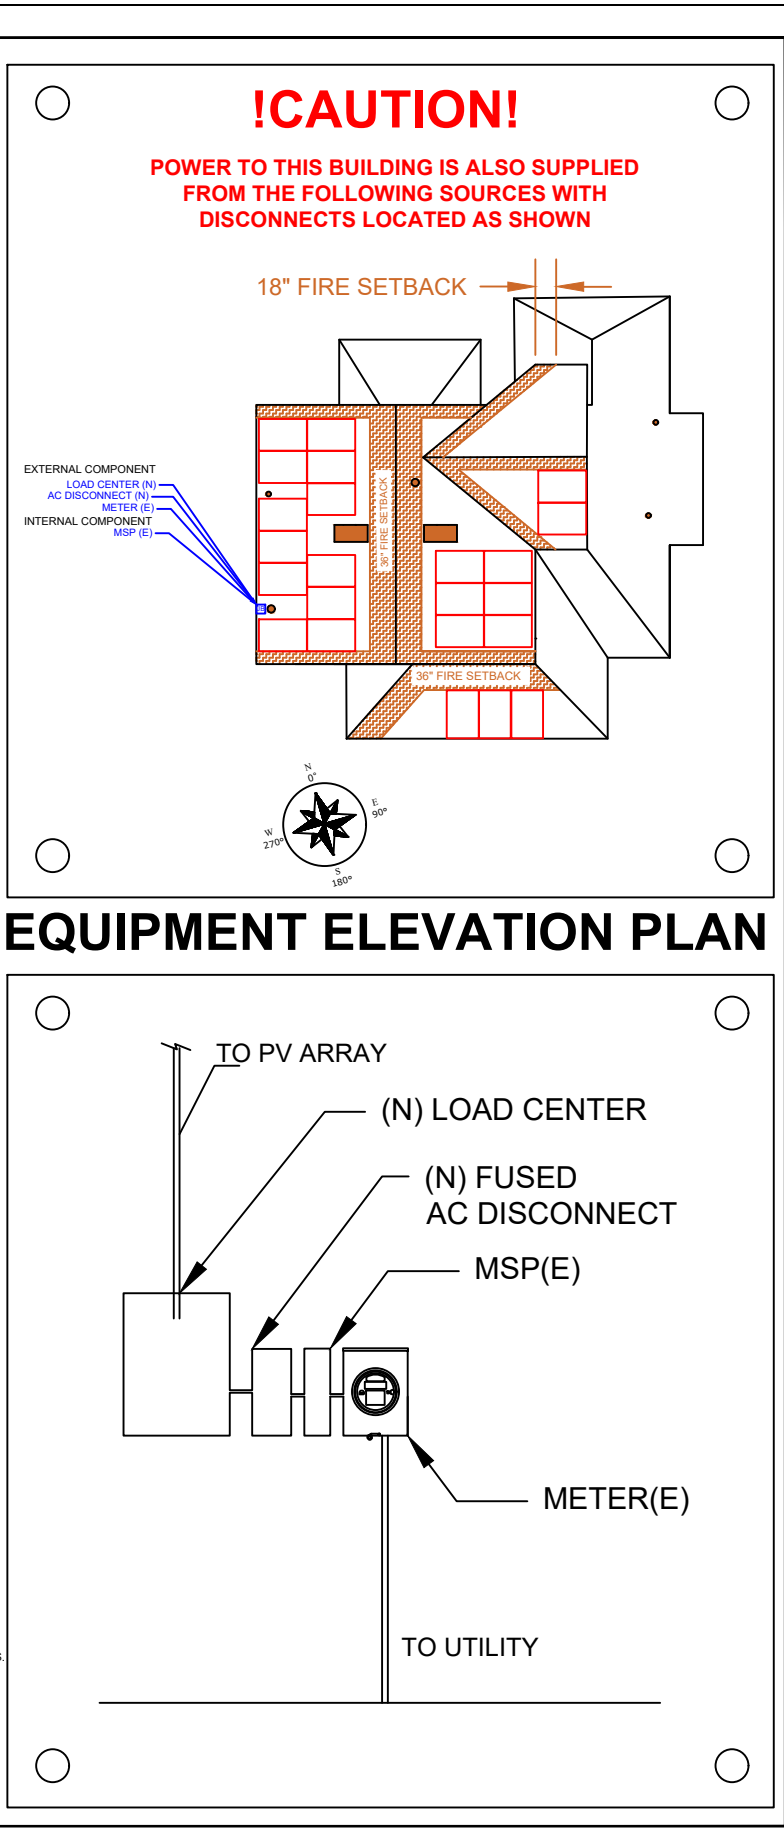 !CAUTION!
POWER TO THIS BUILDING IS ALSO SUPPLIED
FROM THE FOLLOWING SOURCES WITH
DISCONNECTS LOCATED AS SHOWN
18" FIRE SETBACK
EXTERNAL COMPONENT
LOAD CENTER (N)
AC DISCONNECT (N)
METER (E)
INTERNAL COMPONENT
MSP (E)
36" FIRE SETBACK
36" FIRE SETBACK
N
0°
E
90°
W
270°
S
180°
EQUIPMENT ELEVATION PLAN
TO PV ARRAY
(N) LOAD CENTER
(N) FUSED
AC DISCONNECT
MSP(E)
METER(E)
TO UTILITY